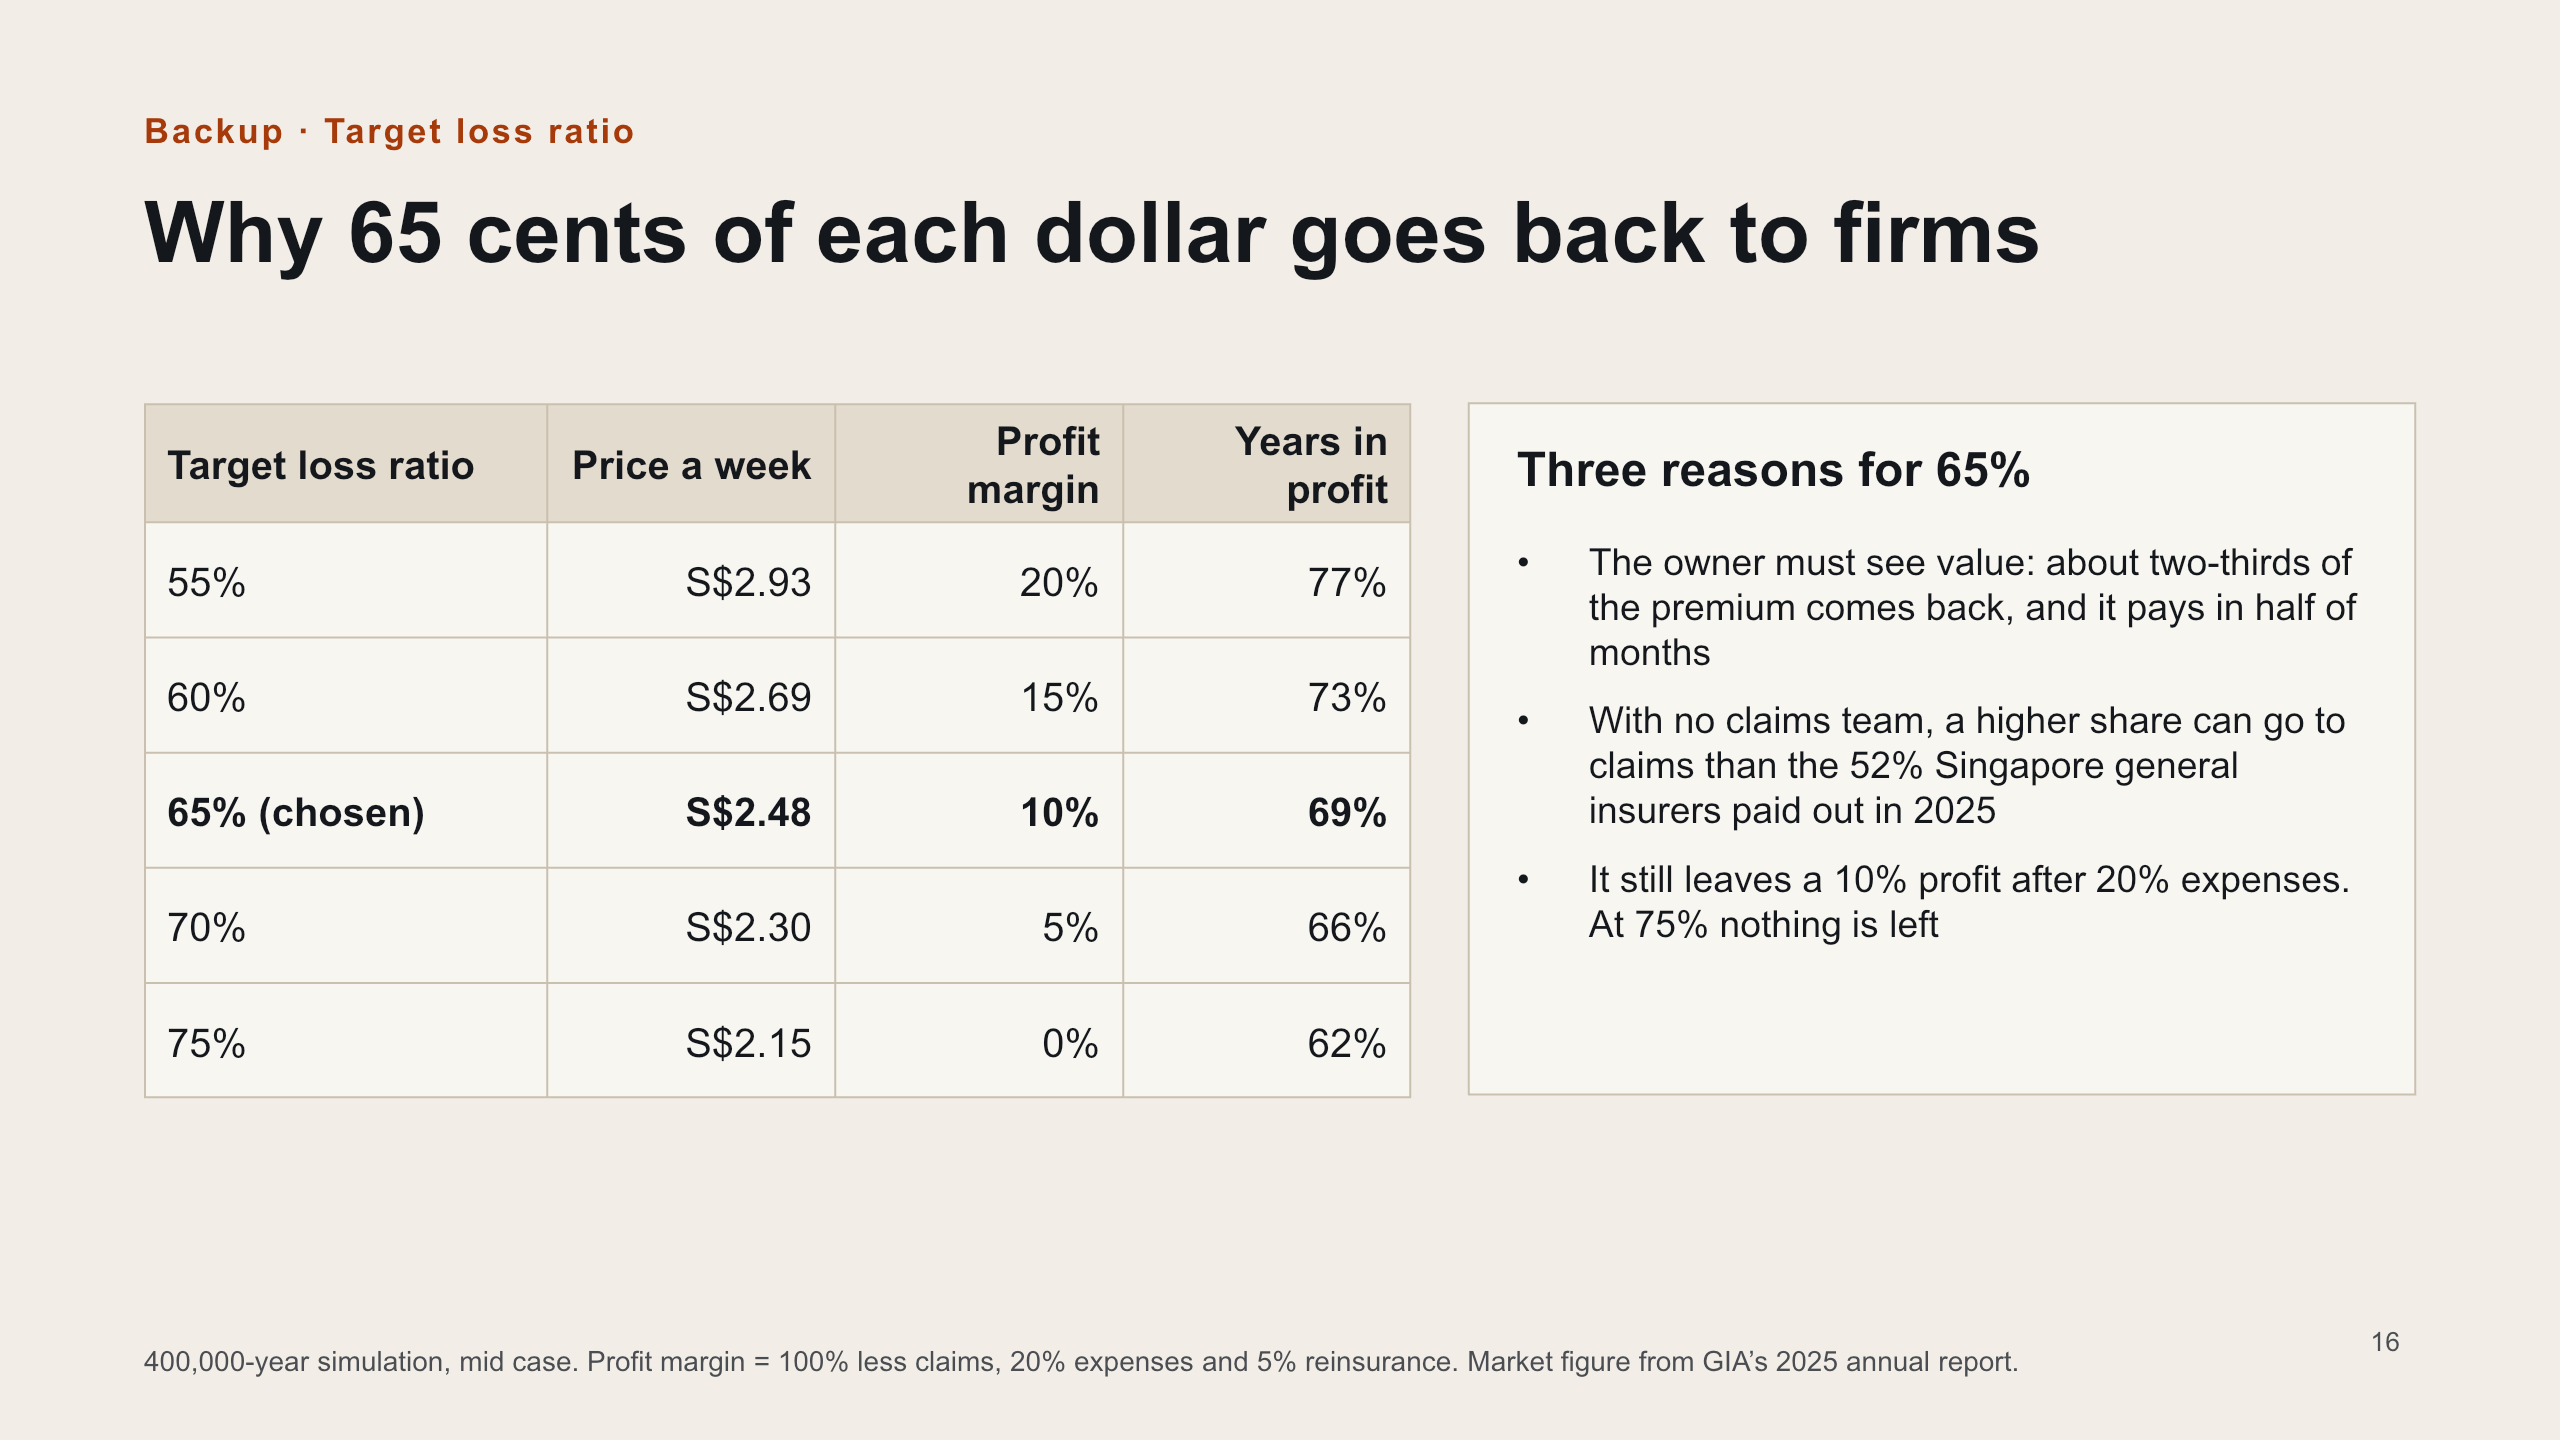 Backup · Target loss ratio
Why 65 cents of each dollar goes back to firms
Target loss ratio Price a week Profit margin Years in profit
55% S$2.93 20% 77%
60% S$2.69 15% 73%
65% (chosen) S$2.48 10% 69%
70% S$2.30 5% 66%
75% S$2.15 0% 62%
Three reasons for 65%
• The owner must see value: about two-thirds of
the premium comes back, and it pays in half of
months
• With no claims team, a higher share can go to
claims than the 52% Singapore general
insurers paid out in 2025
• It still leaves a 10% profit after 20% expenses.
At 75% nothing is left
400,000-year simulation, mid case. Profit margin = 100% less claims, 20% expenses and 5% reinsurance. Market figure from GIA’s 2025 annual report.
16